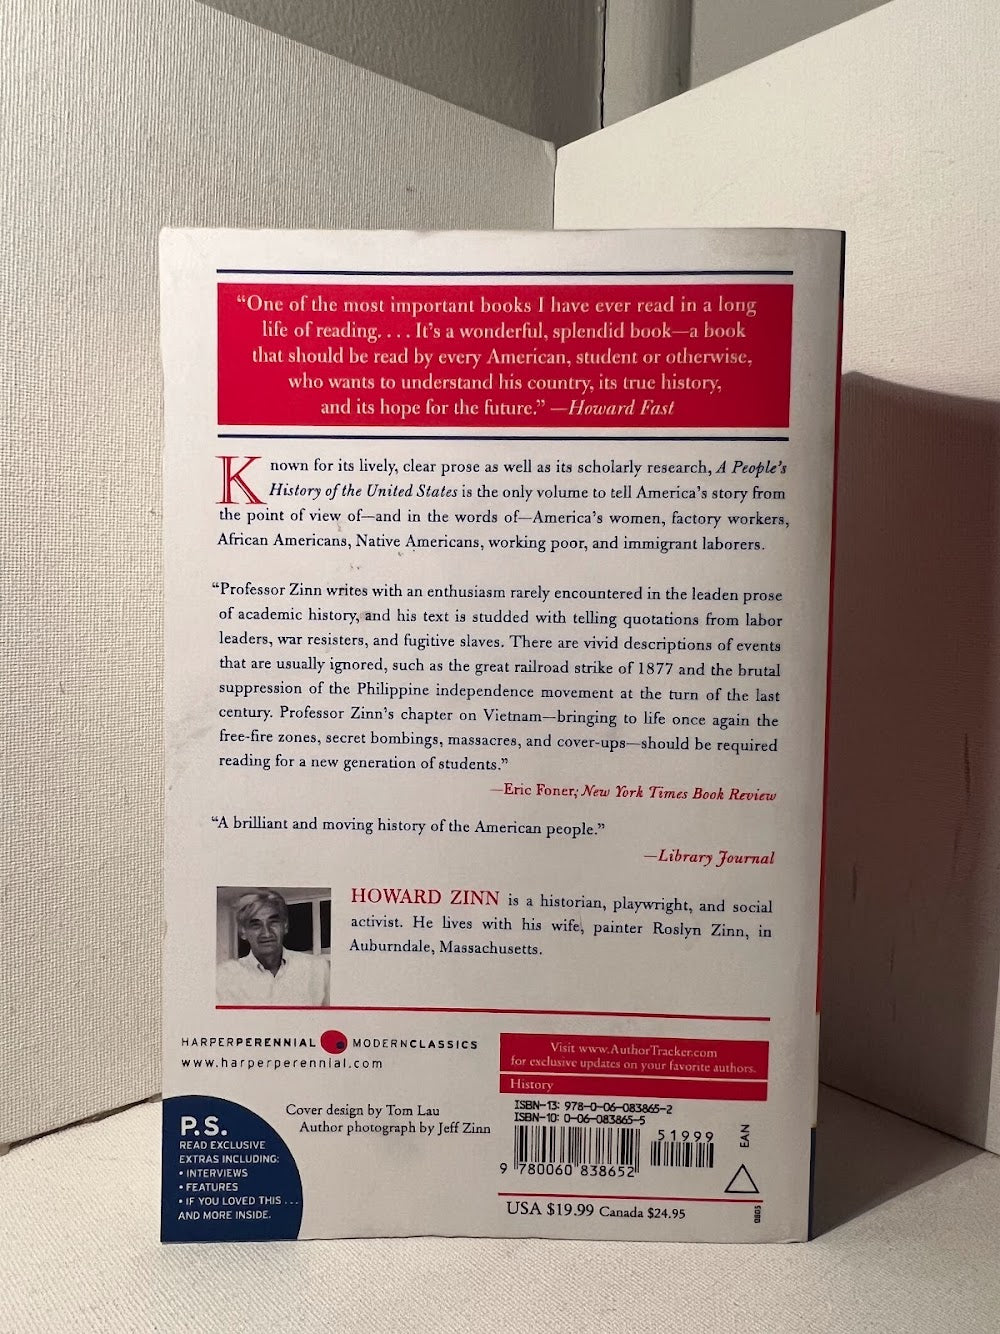 “One of the most important books I have ever read in a long
life of reading. . . . It’s a wonderful, splendid book—a book
that should be read by every American, student or otherwise,
who wants to understand his country, its true history,
and its hope for the future.” —Howard Fast
Known for its lively, clear prose as well as its scholarly research, A People’s
History of the United States is the only volume to tell America’s story from
the point of view of—and in the words of—America’s women, factory workers,
African Americans, Native Americans, working poor, and immigrant laborers.
“Professor Zinn writes with an enthusiasm rarely encountered in the leaden prose
of academic history, and his text is studded with telling quotations from labor
leaders, war resisters, and fugitive slaves. There are vivid descriptions of events
that are usually ignored, such as the great railroad strike of 1877 and the brutal
suppression of the Philippine independence movement at the turn of the last
century. Professor Zinn’s chapter on Vietnam—bringing to life once again the
free-fire zones, secret bombings, massacres, and cover-ups—should be required
reading for a new generation of students.”
—Eric Foner, New York Times Book Review
“A brilliant and moving history of the American people.”
—Library Journal
HOWARD ZINN is a historian, playwright, and social
activist. He lives with his wife, painter Roslyn Zinn, in
Auburndale, Massachusetts.
HARPERPERENNIAL MODERNCLASSICS
www.harperperennial.com
Visit www.AuthorTracker.com
for exclusive updates on your favorite authors.
History
ISBN-13: 978-0-06-083865-2
ISBN-10: 0-06-083865-5
51999
EAN
9 780060 838652
0805
USA $19.99 Canada $24.95
Cover design by Tom Lau
Author photograph by Jeff Zinn
P.S.
READ EXCLUSIVE
EXTRAS INCLUDING:
• INTERVIEWS
• FEATURES
• IF YOU LOVED THIS . . .
AND MORE INSIDE.